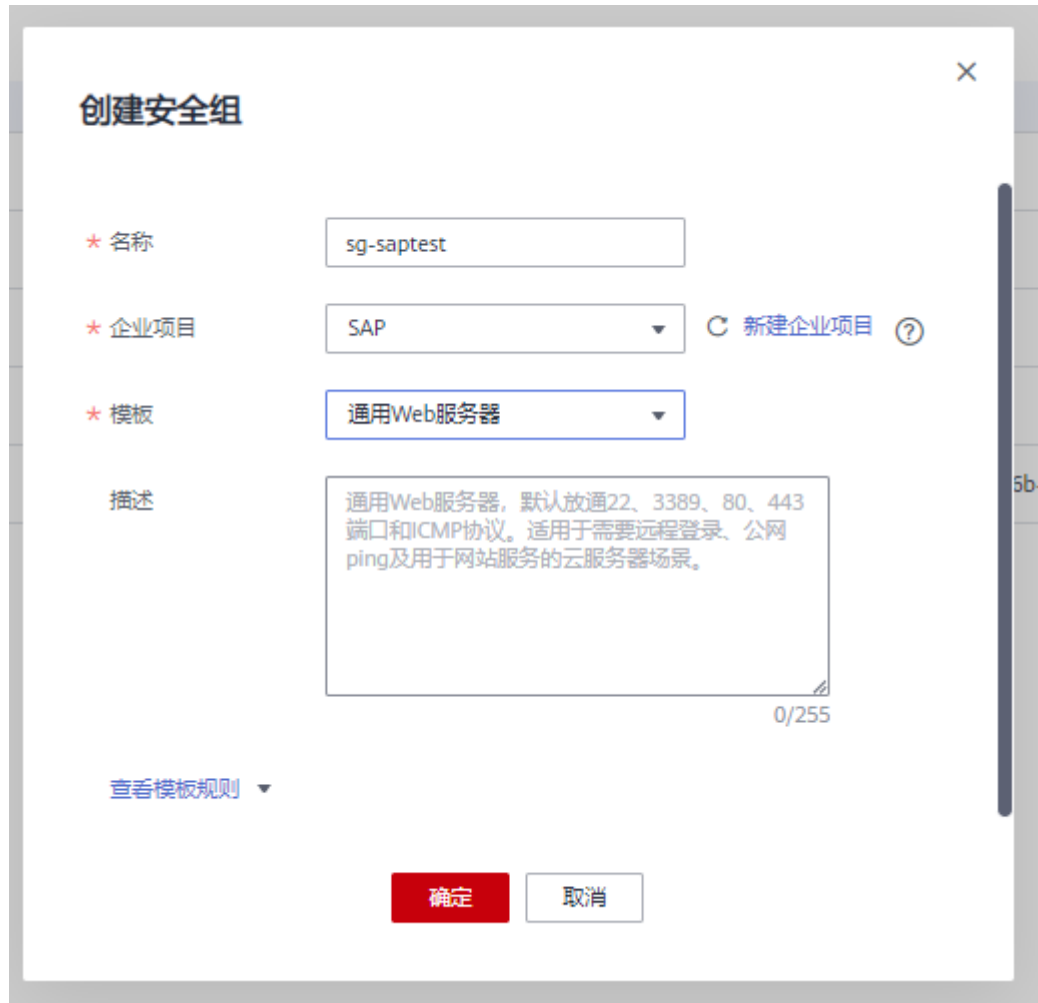 创建安全组
* 名称
sg-saptest
* 企业项目
SAP
新建企业项目
?
* 模板
通用Web服务器
描述
通用Web服务器，默认放通22、3389、80、443
端口和ICMP协议。适用于需要远程登录、公网
ping及用于网站服务的云服务器场景。
0/255
查看模板规则
确定
取消
6b-